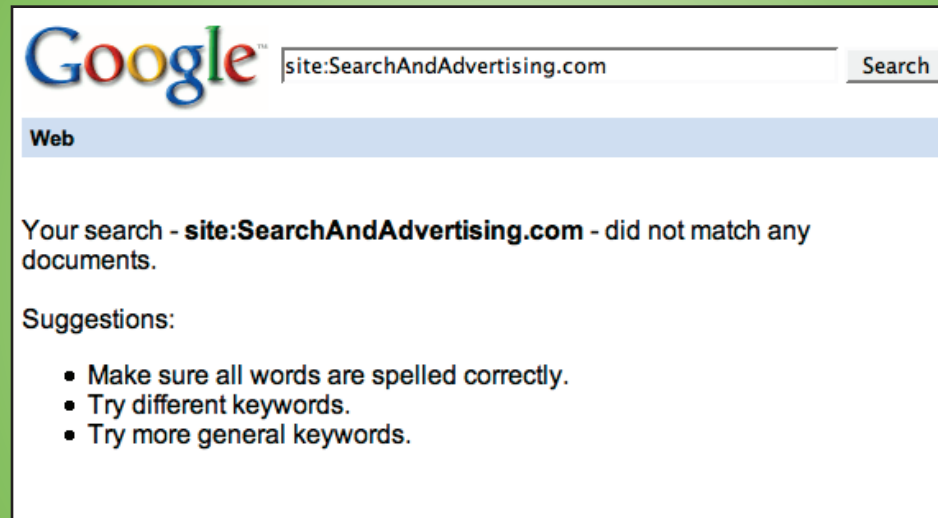 Google™ site:SearchAndAdvertising.com Search
Web
Your search - site:SearchAndAdvertising.com - did not match any
documents.
Suggestions:
• Make sure all words are spelled correctly.
• Try different keywords.
• Try more general keywords.